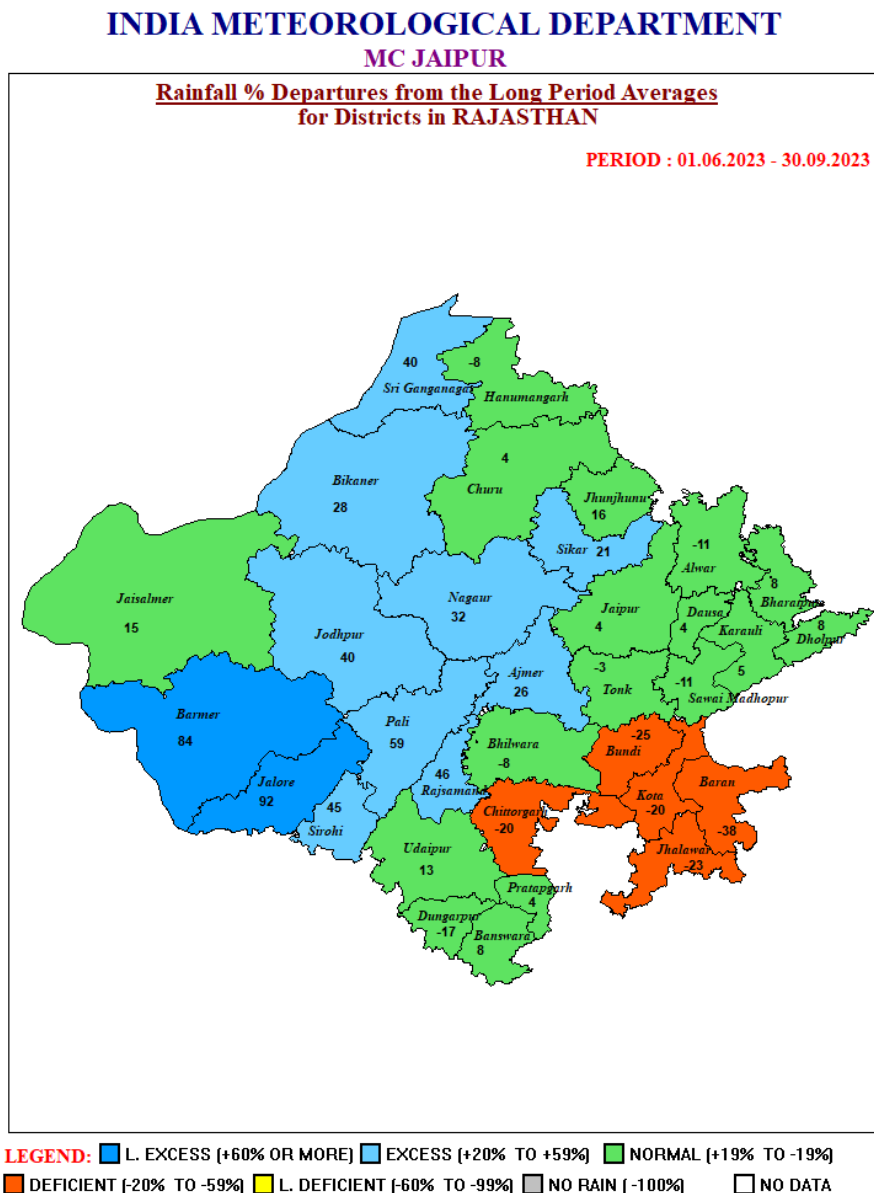 INDIA METEOROLOGICAL DEPARTMENT
MC JAIPUR
Rainfall % Departures from the Long Period Averages
for Districts in RAJASTHAN
PERIOD : 01.06.2023 - 30.09.2023
40
Sri Ganganagar
-8
Hanumangarh
Bikaner
28
4
Churu
Jhunjhunu
16
Sikar 21
-11
Alwar
8
Bharatpur
Jaisalmer
15
Jodhpur
40
Nagaur
32
Jaipur
4
Dausa
4
Karauli
5
8
Dholpur
Ajmer
26
-3
Tonk
-11
Sawai Madhopur
Barmer
84
Pali
59
Jalore
92
45
Sirohi
46
Rajsamand
Bhilwara
-8
-25
Bundi
Kota
-20
Baran
-38
Chittorgarh
-20
Jhalawar
-23
Udaipur
13
Pratapgarh
4
Dungarpur
-17
Banswara
8
LEGEND: L. EXCESS (+60% OR MORE) EXCESS (+20% TO +59%) NORMAL (+19% TO -19%)
DEFICIENT (-20% TO -59%) L. DEFICIENT (-60% TO -99%) NO RAIN (-100%) NO DATA